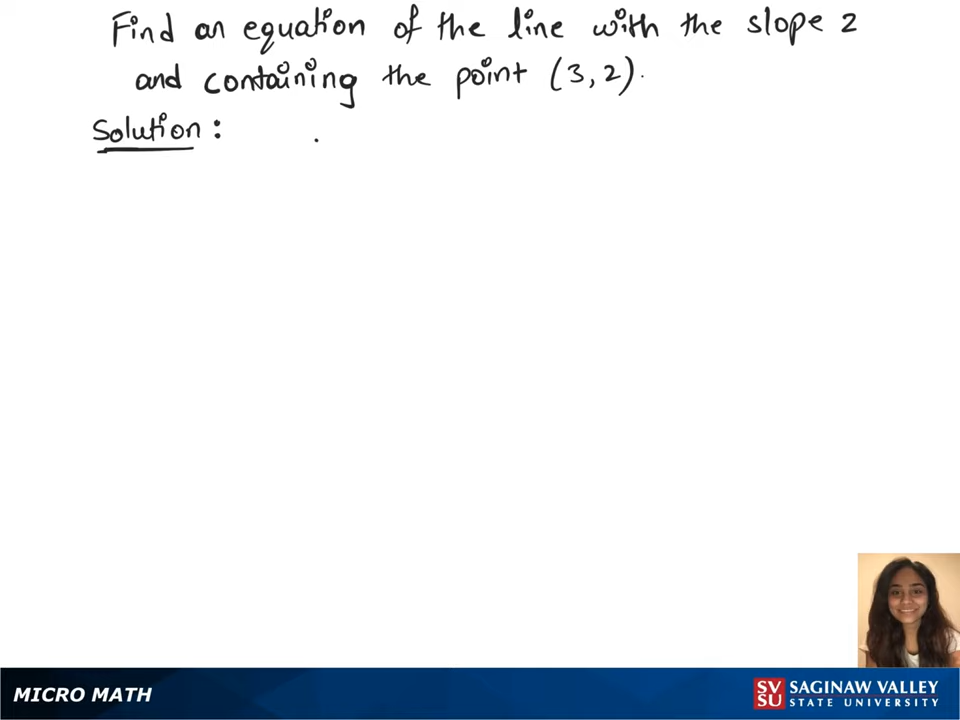 Find an equation of the line with the slope 2
and containing the point (3, 2).
Solution:
MICRO MATH
SV
SU
SAGINAW VALLEY
STATE UNIVERSITY